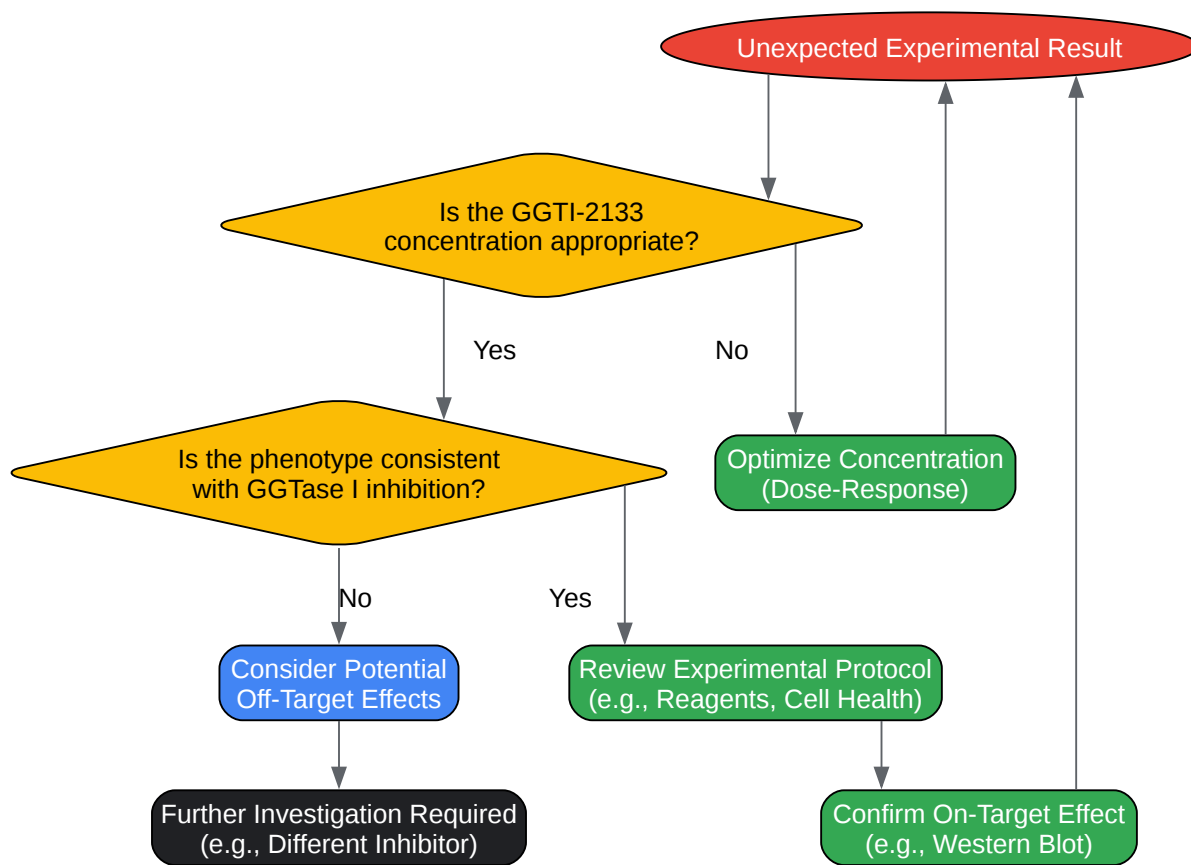 Unexpected Experimental Result
Is the GGTI-2133
concentration appropriate?
Yes
No
Is the phenotype consistent
with GGTase I inhibition?
Optimize Concentration
(Dose-Response)
No
Yes
Consider Potential
Off-Target Effects
Review Experimental Protocol
(e.g., Reagents, Cell Health)
Further Investigation Required
(e.g., Different Inhibitor)
Confirm On-Target Effect
(e.g., Western Blot)